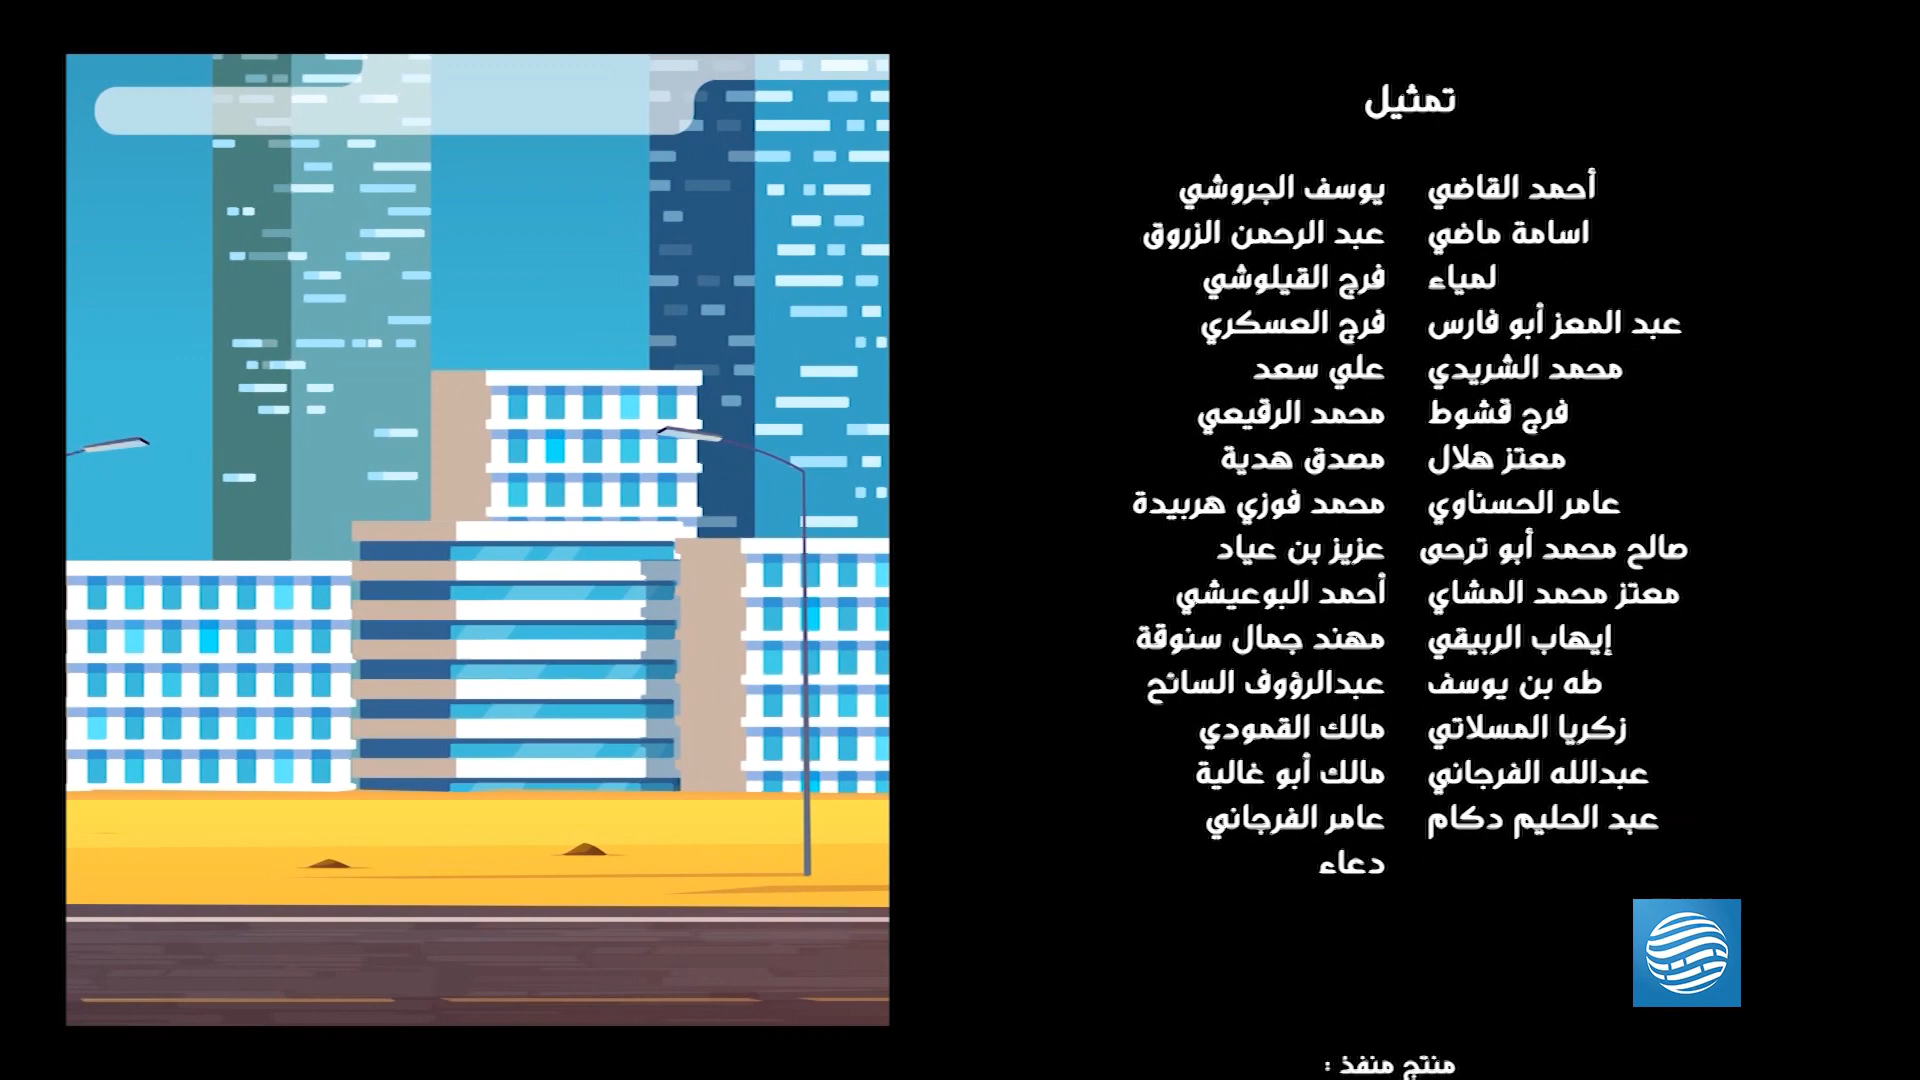 تمثيل
أحمد القاضي يوسف الجروشي
اسامة ماضي عبد الرحمن الزروق
لمياء فرج القيلوشي
عبد المعز أبو فارس فرج العسكري
محمد الشريدي علي سعد
فرج قشوط محمد الرقيعي
معتز هلال مصدق هدية
عامر الحسناوي محمد فوزي هربيدة
صالح محمد أبو ترحى عزيز بن عياد
معتز محمد المشاي أحمد البوعيشي
إيهاب الربيقي مهند جمال سنوقة
طه بن يوسف عبدالرؤوف السائح
زكريا المسلاتي مالك القمودي
عبدالله الفرجاني مالك أبو غالية
عبد الحليم دكام عامر الفرجاني
دعاء
منتج منفذ :